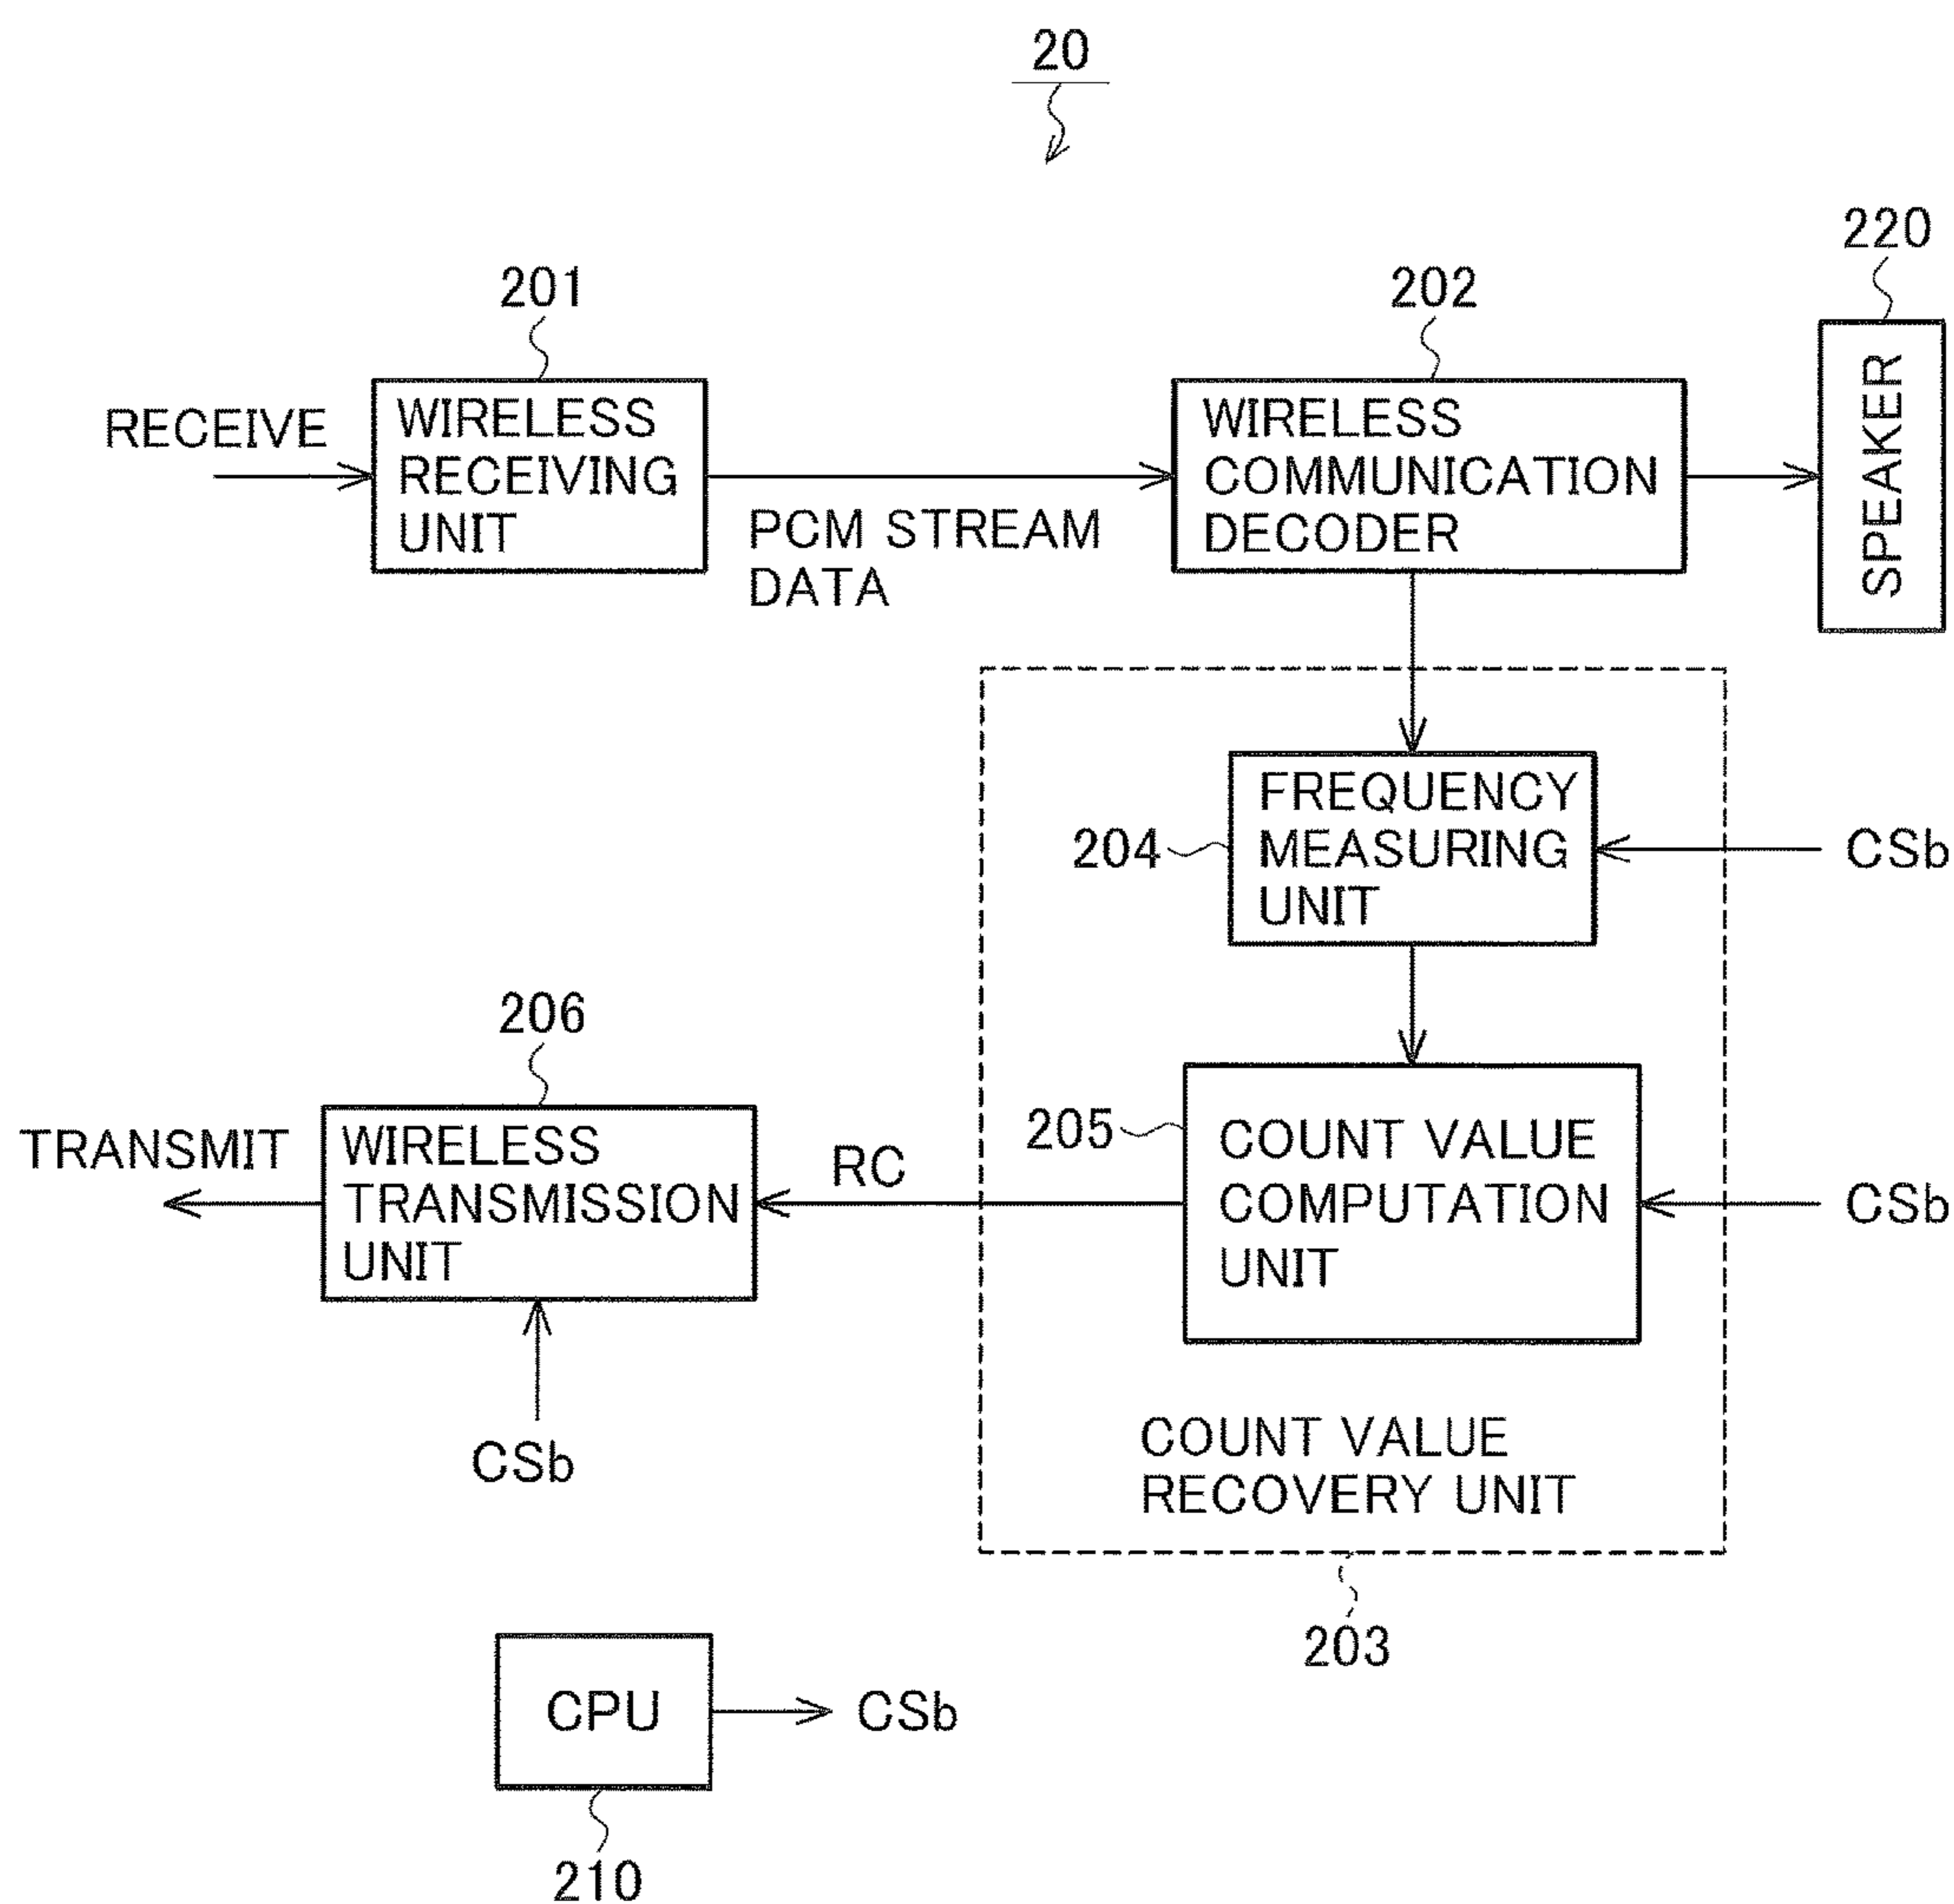 20
220
201
202
RECEIVE
WIRELESS
RECEIVING
UNIT
PCM STREAM
DATA
WIRELESS
COMMUNICATION
DECODER
SPEAKER
204
FREQUENCY
MEASURING
UNIT
CSb
206
205
TRANSMIT
WIRELESS
TRANSMISSION
UNIT
RC
COUNT VALUE
COMPUTATION
UNIT
CSb
CSb
COUNT VALUE
RECOVERY UNIT
203
CPU
CSb
210